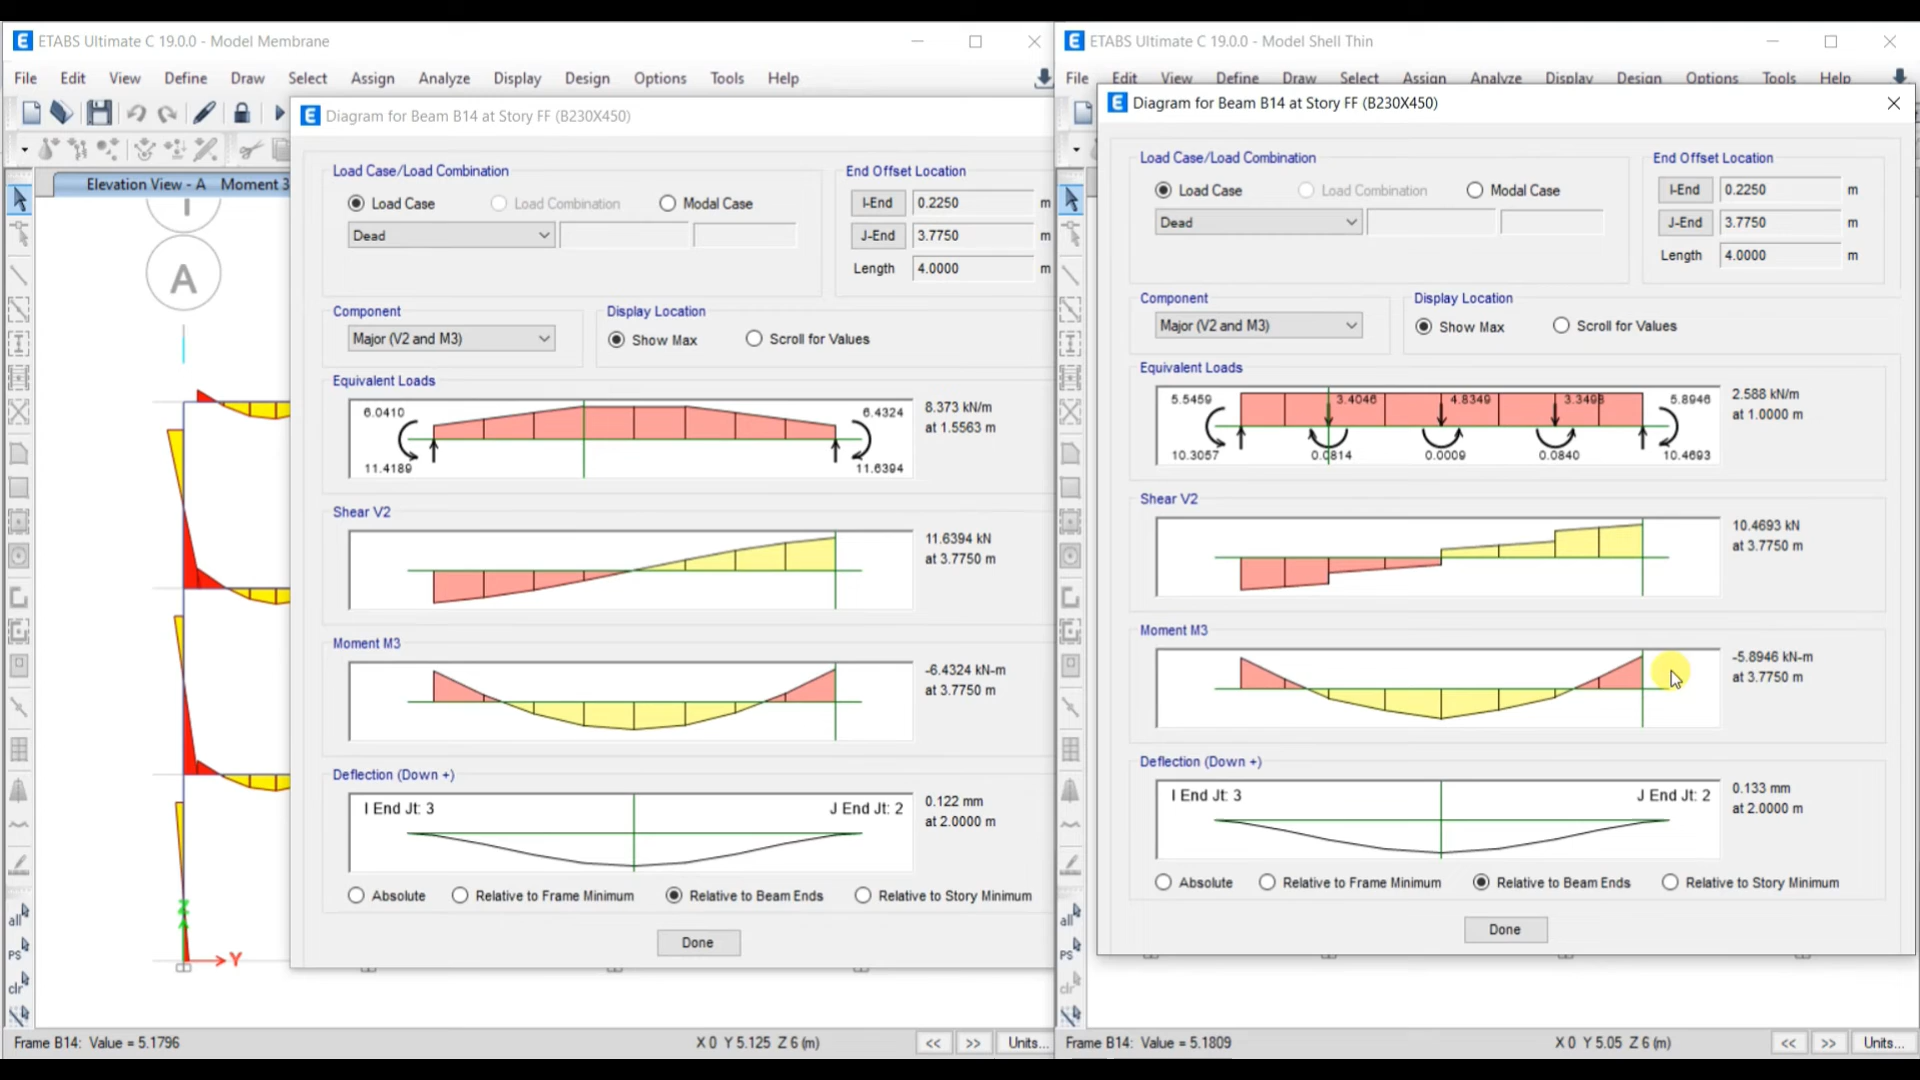 ETABS Ultimate C 19.0.0 - Model Membrane
File Edit View Define Draw Select Assign Analyze Display Design Options Tools Help
Elevation View - A Moment 3
A
all
PS
clr
Z
Y
Diagram for Beam B14 at Story FF (B230X450)
Load Case/Load Combination
Load Case Load Combination Modal Case
Dead
End Offset Location
I-End 0.2250 m
J-End 3.7750 m
Length 4.0000 m
Component
Major (V2 and M3)
Display Location
Show Max Scroll for Values
Equivalent Loads
6.0410 6.4324
11.4189 11.6394
8.373 kN/m
at 1.5563 m
Shear V2
11.6394 kN
at 3.7750 m
Moment M3
-6.4324 kN-m
at 3.7750 m
Deflection (Down +)
I End Jt: 3 J End Jt: 2
0.122 mm
at 2.0000 m
Absolute Relative to Frame Minimum Relative to Beam Ends Relative to Story Minimum
Done
Frame B14: Value = 5.1796 X 0 Y 5.125 Z 6 (m) << >> Units...
ETABS Ultimate C 19.0.0 - Model Shell Thin
File Edit View Define Draw Select Assign Analyze Display Design Options Tools Help
all
PS
clr
Diagram for Beam B14 at Story FF (B230X450)
Load Case/Load Combination
Load Case Load Combination Modal Case
Dead
End Offset Location
I-End 0.2250 m
J-End 3.7750 m
Length 4.0000 m
Component
Major (V2 and M3)
Display Location
Show Max Scroll for Values
Equivalent Loads
5.5459 3.4046 4.8349 3.3498 5.8946
10.3057 0.0814 0.0009 0.0840 10.4693
2.588 kN/m
at 1.0000 m
Shear V2
10.4693 kN
at 3.7750 m
Moment M3
-5.8946 kN-m
at 3.7750 m
Deflection (Down +)
I End Jt: 3 J End Jt: 2
0.133 mm
at 2.0000 m
Absolute Relative to Frame Minimum Relative to Beam Ends Relative to Story Minimum
Done
Frame B14: Value = 5.1809 X 0 Y 5.05 Z 6 (m) << >> Units...